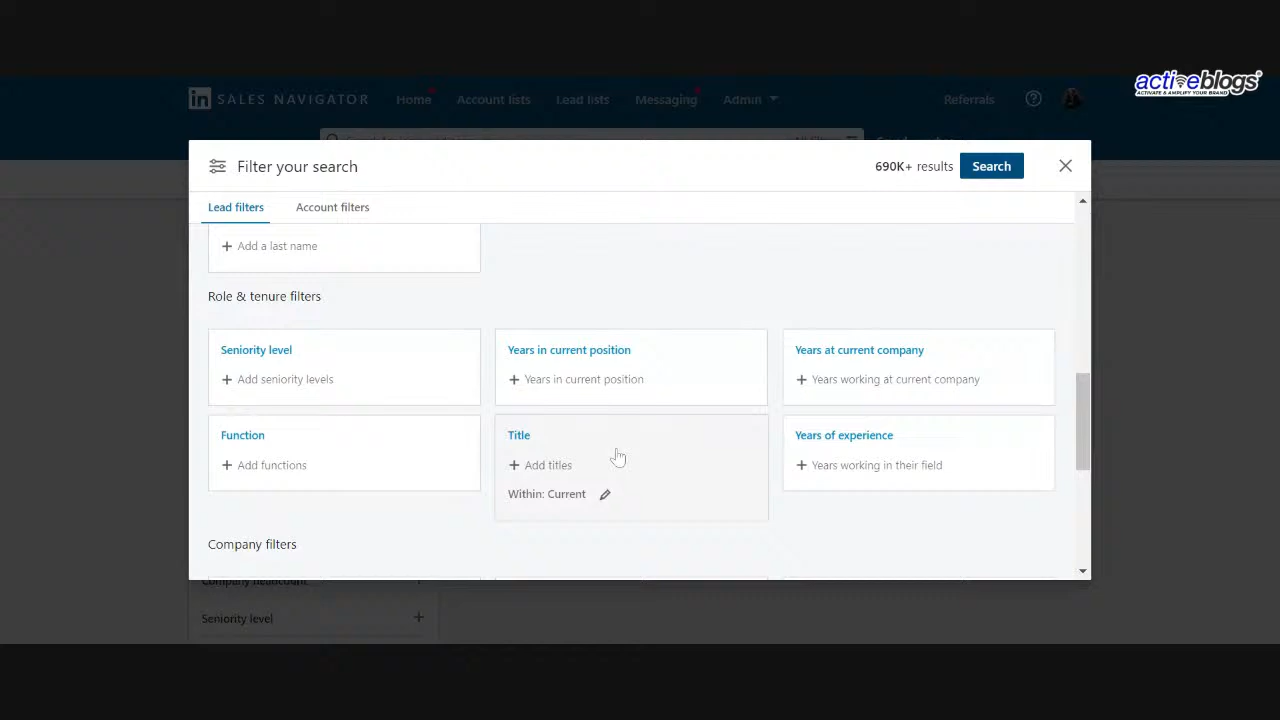 activeblogs
ACTIVATE & AMPLIFY YOUR BRAND
in SALES NAVIGATOR
Home
Account lists
Lead lists
Messaging
Admin
Referrals
Filter your search
690K+ results
Search
Lead filters
Account filters
+ Add a last name
Role & tenure filters
Seniority level
+ Add seniority levels
Years in current position
+ Years in current position
Years at current company
+ Years working at current company
Function
+ Add functions
Title
+ Add titles
Within: Current
Years of experience
+ Years working in their field
Company filters
Company headcount
Seniority level +